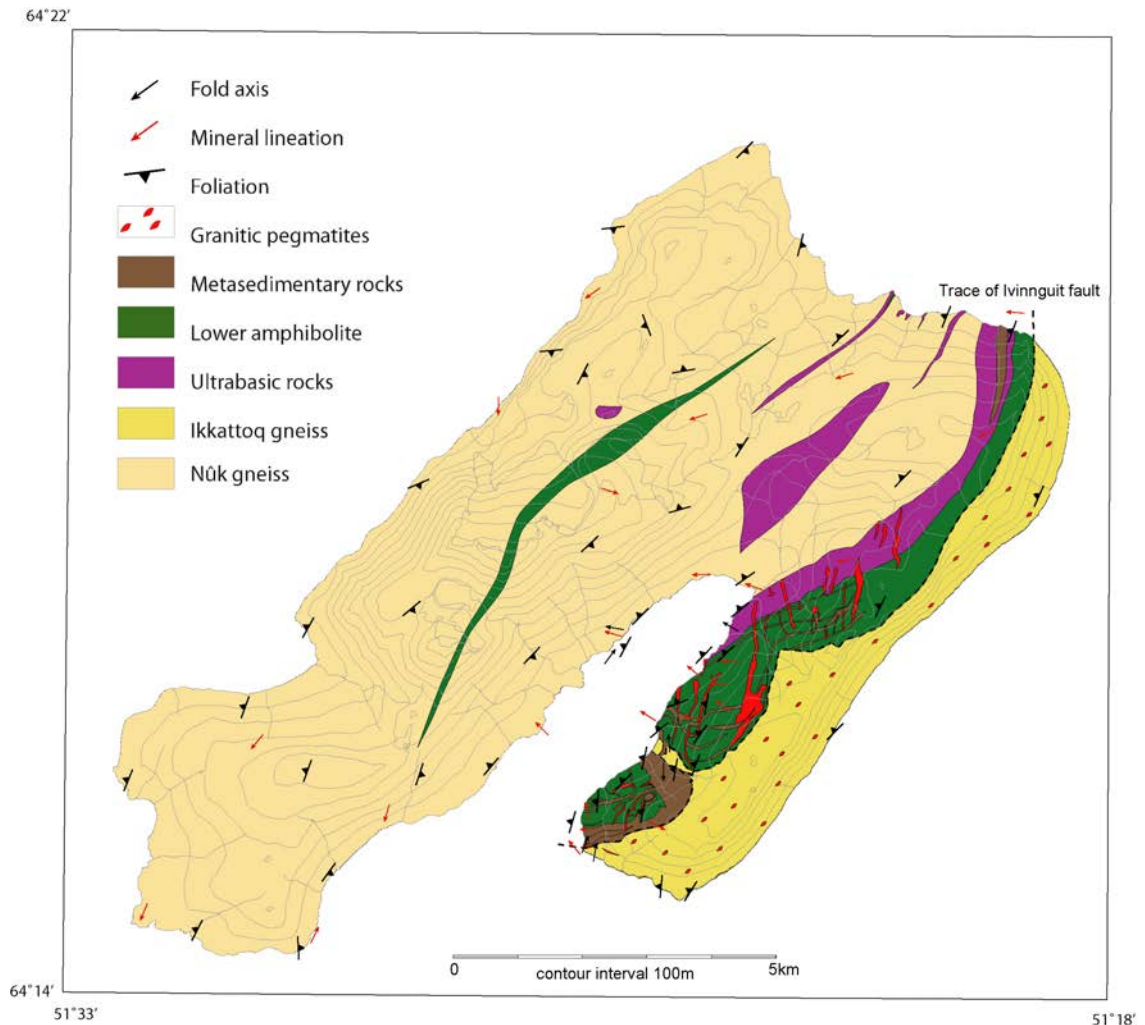 64˚22′
Fold axis
Mineral lineation
Foliation
Granitic pegmatites
Metasedimentary rocks
Lower amphibolite
Ultrabasic rocks
Ikkattoq gneiss
Nûk gneiss
Trace of Ivinnguit fault
0 contour interval 100m 5km
64˚14′
51˚33′
51˚18′